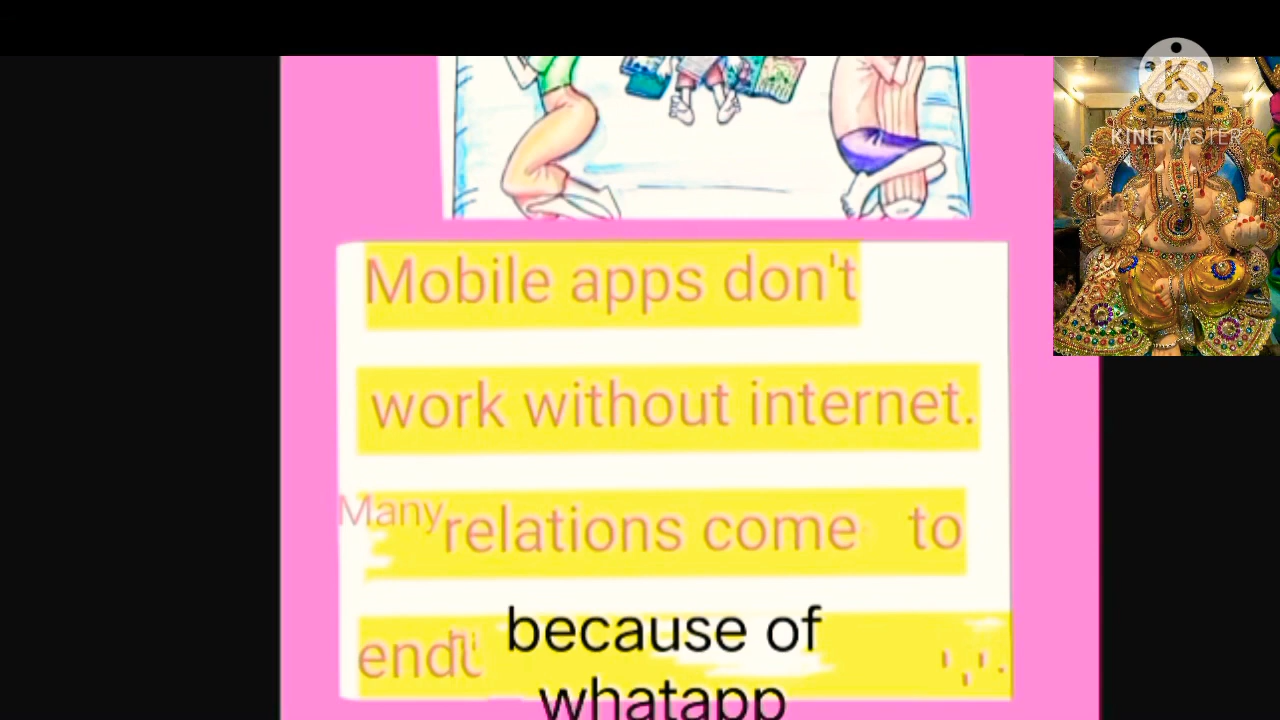 KINEMASTER
Mobile apps don't
work without internet.
Many relations come to
end
because of
whatapp